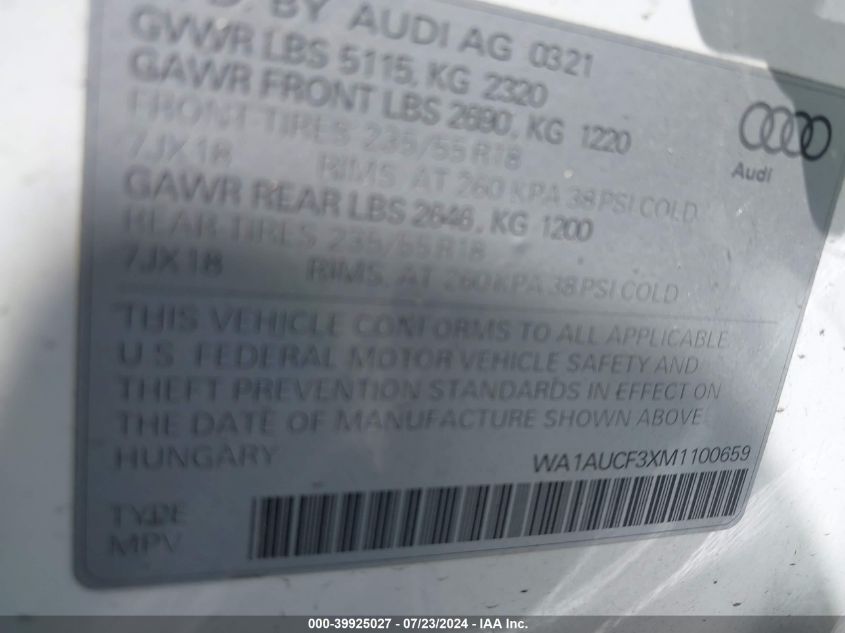 BY AUDI AG 0321
GVWR LBS 5115, KG 2320
GAWR FRONT LBS 2690, KG 1220
FRONT TIRES 235/55R18
7JX18 RIMS, AT 260 KPA 38 PSI COLD
GAWR REAR LBS 2646, KG 1200
REAR TIRES 235/55R18
7JX18 RIMS, AT 260 KPA 38 PSI COLD
Audi
THIS VEHICLE CONFORMS TO ALL APPLICABLE
U.S. FEDERAL MOTOR VEHICLE SAFETY AND
THEFT PREVENTION STANDARDS IN EFFECT ON
THE DATE OF MANUFACTURE SHOWN ABOVE.
HUNGARY WA1AUCF3XM1100659
TYPE
MPV
000-39925027 - 07/23/2024 - IAA Inc.